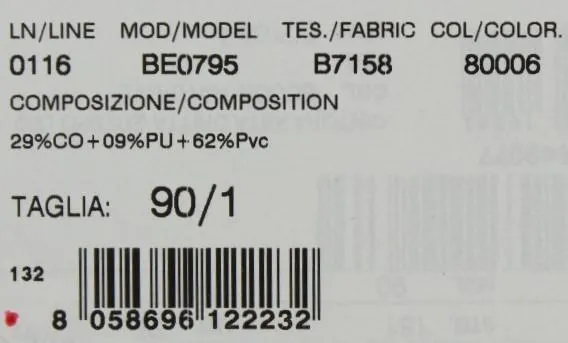 LN/LINE MOD/MODEL TES./FABRIC COL/COLOR.
0116 BE0795 B7158 80006
COMPOSIZIONE/COMPOSITION
29%CO+09%PU+62%Pvc
TAGLIA: 90/1
132
8 058696 122232